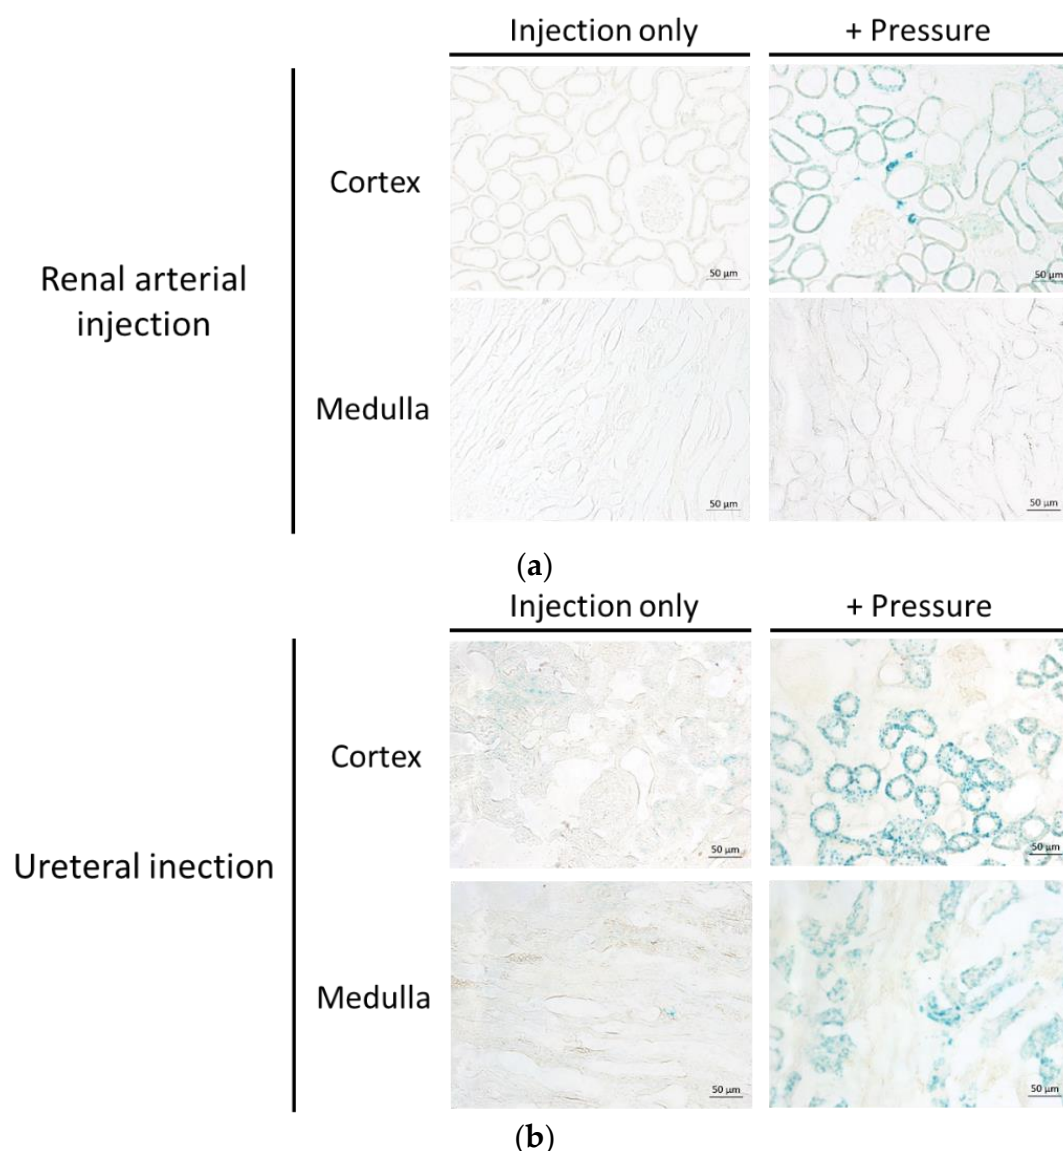 Injection only + Pressure
Cortex
50 µm 50 µm
Renal arterial
injection
Medulla
50 µm 50 µm
(a)
Injection only + Pressure
Cortex
50 µm 50 µm
Ureteral inection
Medulla
50 µm 50 µm
(b)